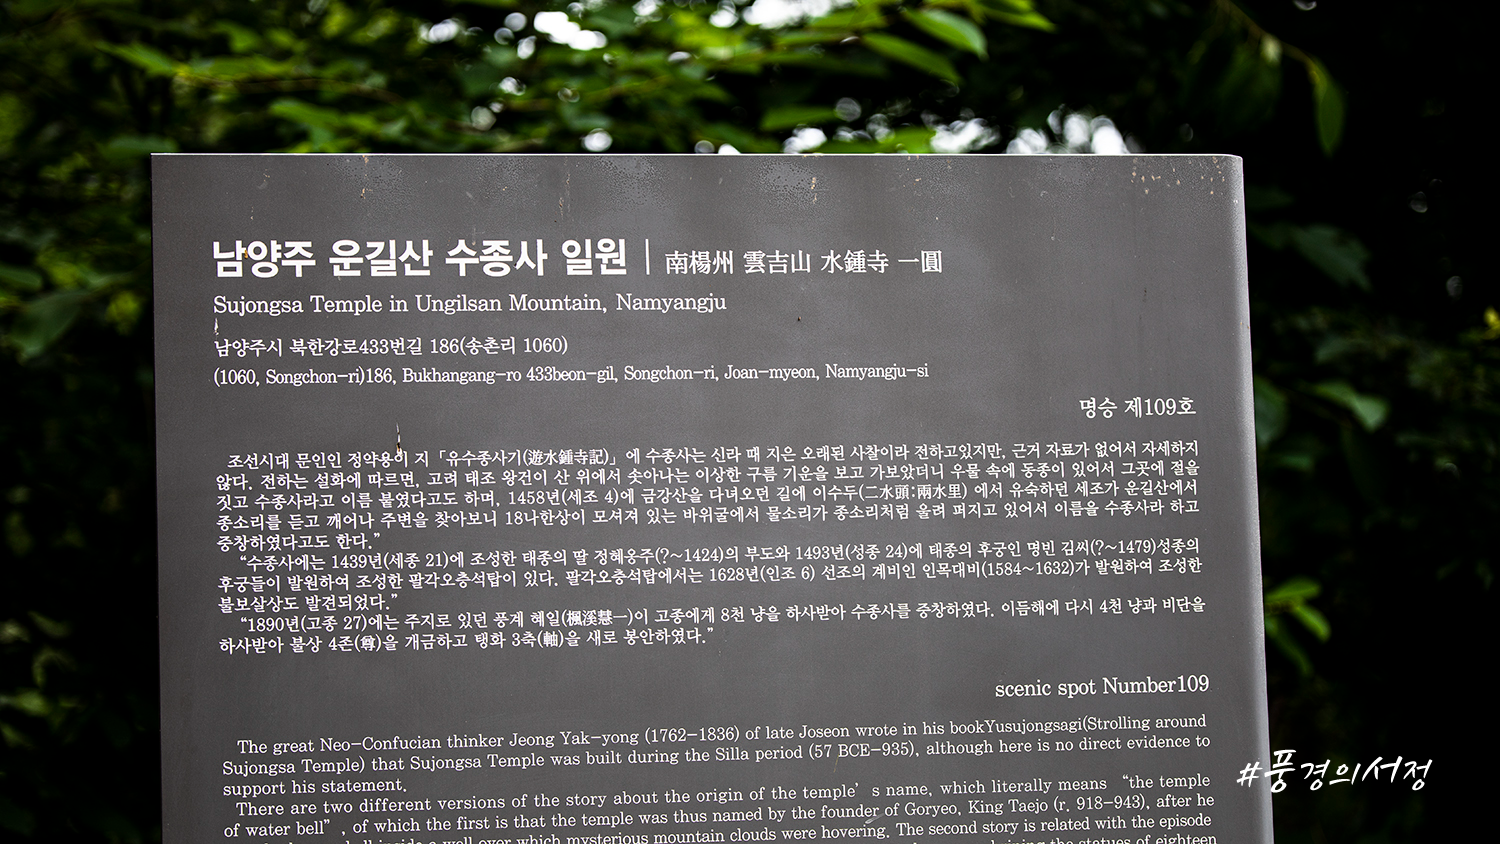 남양주 운길산 수종사 일원 | 南楊州 雲吉山 水鍾寺 一圓
Sujongsa Temple in Ungilsan Mountain, Namyangju
남양주시 북한강로433번길 186(송촌리 1060)
(1060, Songchon-ri)186, Bukhangang-ro 433beon-gil, Songchon-ri, Joan-myeon, Namyangju-si
명승 제109호
조선시대 문인인 정약용이 지「유수종사기(遊水鍾寺記)」에 수종사는 신라 때 지은 오래된 사찰이라 전하고있지만, 근거 자료가 없어서 자세하지
않다. 전하는 설화에 따르면, 고려 태조 왕건이 산 위에서 솟아나는 이상한 구름 기운을 보고 가보았더니 우물 속에 동종이 있어서 그곳에 절을
짓고 수종사라고 이름 붙였다고도 하며, 1458년(세조 4)에 금강산을 다녀오던 길에 이수두(二水頭:兩水里) 에서 유숙하던 세조가 운길산에서
종소리를 듣고 깨어나 주변을 찾아보니 18나한상이 모셔져 있는 바위굴에서 물소리가 종소리처럼 울려 퍼지고 있어서 이름을 수종사라 하고
중창하였다고도 한다.”
“수종사에는 1439년(세종 21)에 조성한 태종의 딸 정혜옹주(?~1424)의 부도와 1493년(성종 24)에 태종의 후궁인 명빈 김씨(?~1479)성종의
후궁들이 발원하여 조성한 팔각오층석탑이 있다. 팔각오층석탑에서는 1628년(인조 6) 선조의 계비인 인목대비(1584~1632)가 발원하여 조성한
불보살상도 발견되었다.”
“1890년(고종 27)에는 주지로 있던 풍계 혜일(楓溪慧一)이 고종에게 8천 냥을 하사받아 수종사를 중창하였다. 이듬해에 다시 4천 냥과 비단을
하사받아 불상 4존(尊)을 개금하고 탱화 3축(軸)을 새로 봉안하였다.”
scenic spot Number109
The great Neo-Confucian thinker Jeong Yak-yong (1762-1836) of late Joseon wrote in his bookYusujongsagi(Strolling around
Sujongsa Temple) that Sujongsa Temple was built during the Silla period (57 BCE-935), although here is no direct evidence to
support his statement.
There are two different versions of the story about the origin of the temple’s name, which literally means “the temple
of water bell”, of which the first is that the temple was thus named by the founder of Goryeo, King Taejo (r. 918-943), after he
bell inside a well over which mysterious mountain clouds were hovering. The second story is related with the episode
the statues of eighteen
#풍경의서정